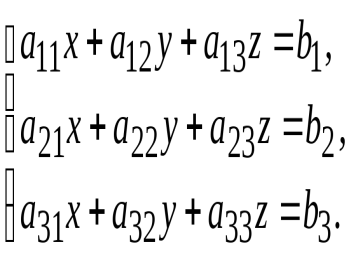 a₁₁x + a₁₂y + a₁₃z = b₁,
a₂₁x + a₂₂y + a₂₃z = b₂,
a₃₁x + a₃₂y + a₃₃z = b₃.